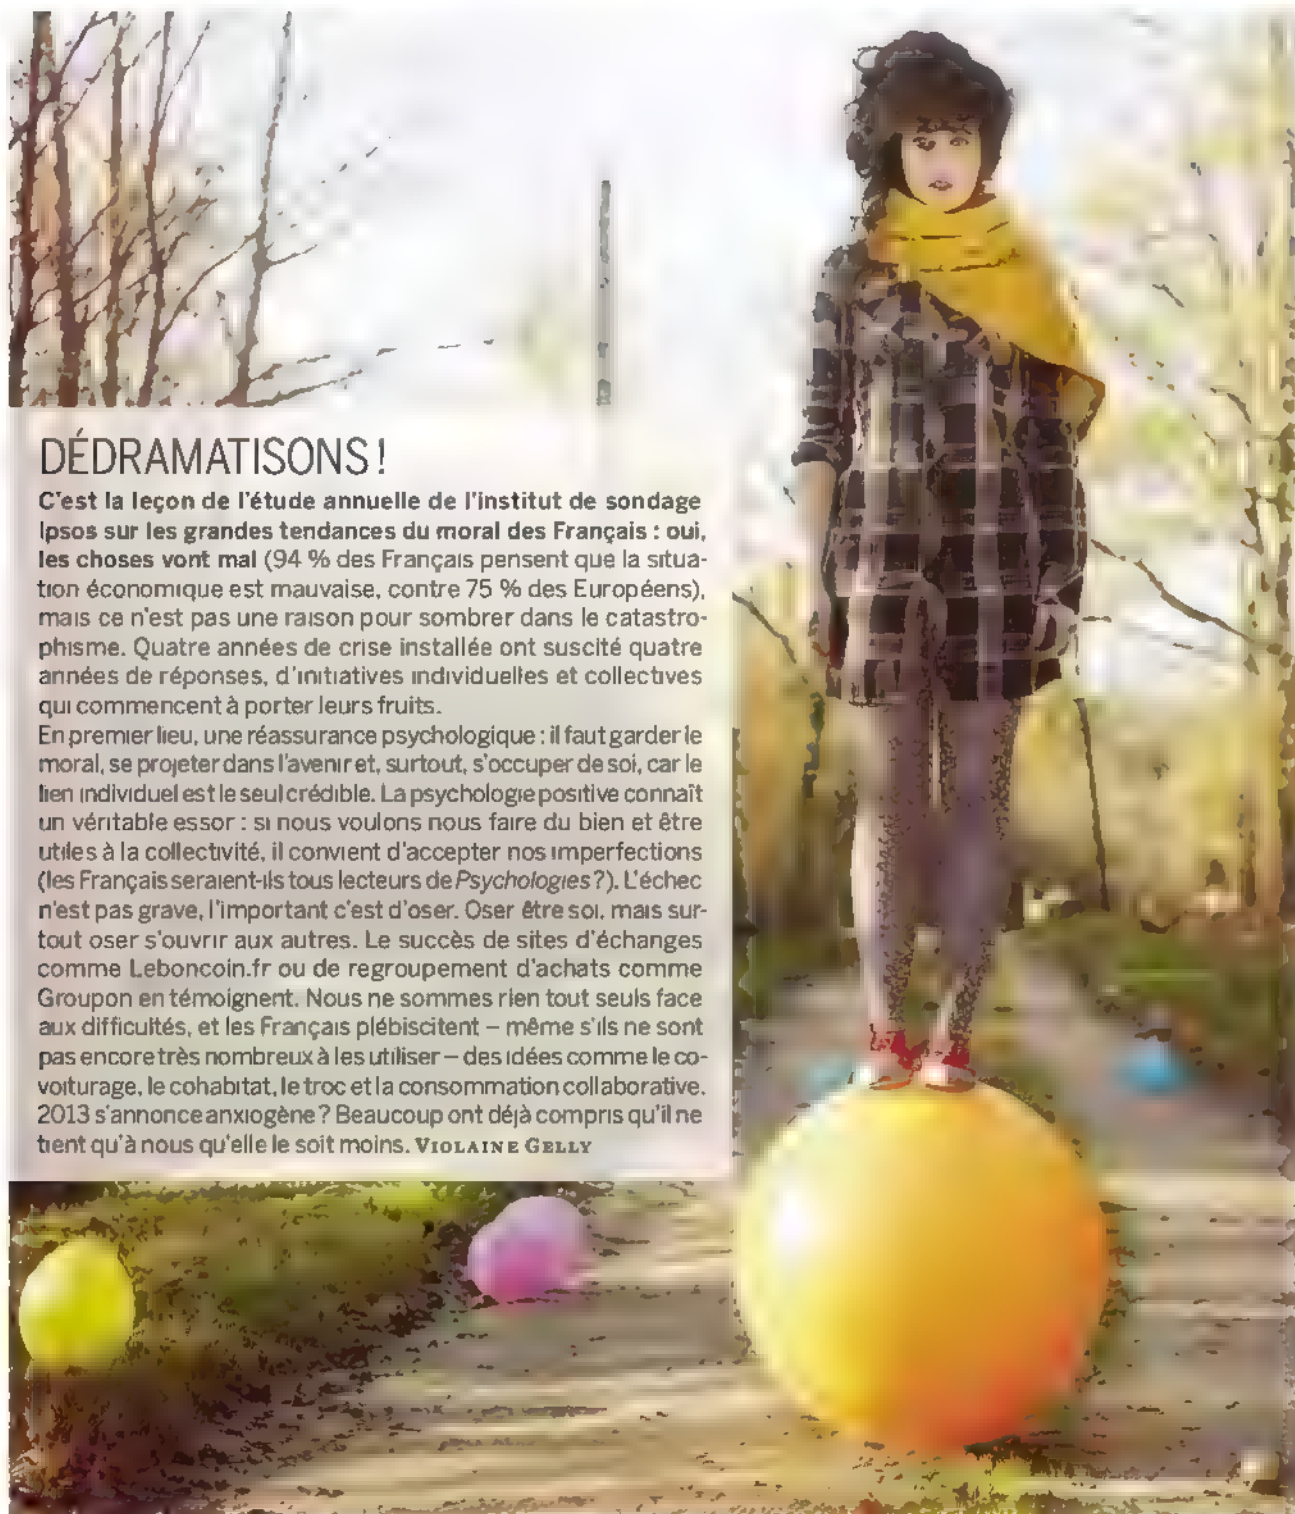 DÉDRAMATISONS!
C'est la leçon de l'étude annuelle de l'institut de sondage
Ipsos sur les grandes tendances du moral des Français : oui,
les choses vont mal (94 % des Français pensent que la situa-
tion économique est mauvaise, contre 75 % des Européens),
mais ce n'est pas une raison pour sombrer dans le catastro-
phisme. Quatre années de crise installée ont suscité quatre
années de réponses, d'initiatives individuelles et collectives
qui commencent à porter leurs fruits.
En premier lieu, une réassurance psychologique : il faut garder le
moral, se projeter dans l'avenir et, surtout, s'occuper de soi, car le
lien individuel est le seul crédible. La psychologie positive connaît
un véritable essor : si nous voulons nous faire du bien et être
utiles à la collectivité, il convient d'accepter nos imperfections
(les Français seraient-ils tous lecteurs de Psychologies ?). L'échec
n'est pas grave, l'important c'est d'oser. Oser être soi, mais sur-
tout oser s'ouvrir aux autres. Le succès de sites d'échanges
comme Leboncoin.fr ou de regroupement d'achats comme
Groupon en témoignent. Nous ne sommes rien tout seuls face
aux difficultés, et les Français plébiscitent – même s'ils ne sont
pas encore très nombreux à les utiliser – des idées comme le co-
voiturage, le cohabitat, le troc et la consommation collaborative.
2013 s'annonce anxiogène ? Beaucoup ont déjà compris qu'il ne
tient qu'à nous qu'elle le soit moins. VIOLAINE GELLY